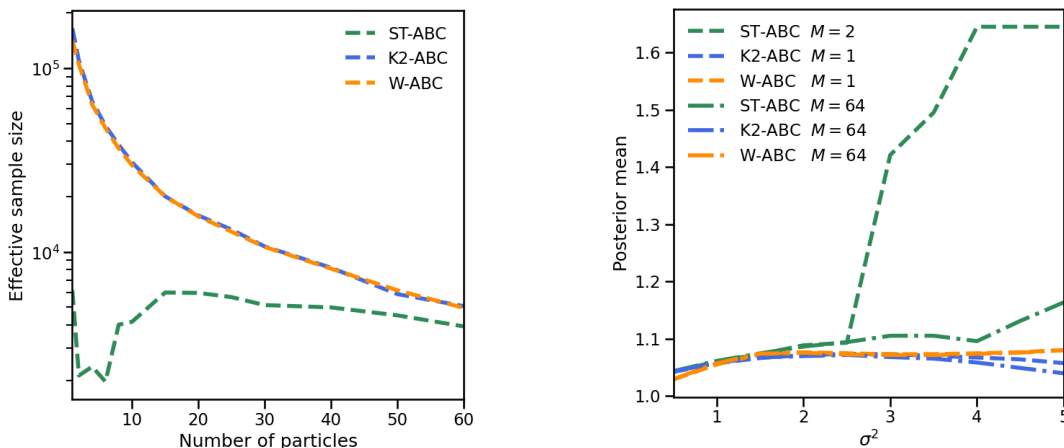 Effective sample size
10^5
10^4
ST-ABC
K2-ABC
W-ABC
10 20 30 40 50 60
Number of particles
Posterior mean
1.6
1.5
1.4
1.3
1.2
1.1
1.0
ST-ABC M = 2
K2-ABC M = 1
W-ABC M = 1
ST-ABC M = 64
K2-ABC M = 64
W-ABC M = 64
1 2 3 4 5
σ²